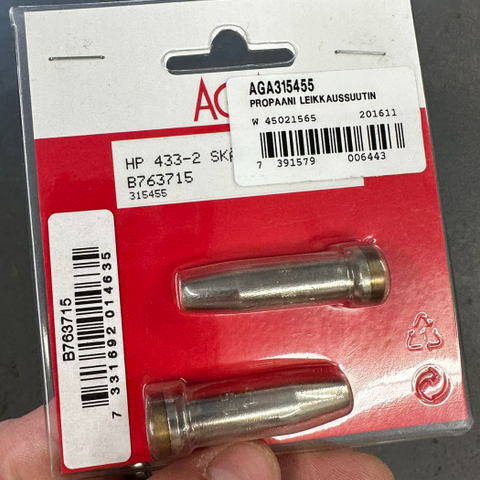 AGA315455
PROPAANI LEIKKAUSSUUTIN
W 45021565 201611
7 391579 006443
HP 433-2
B763715
315455
B763715
7 331692 014635